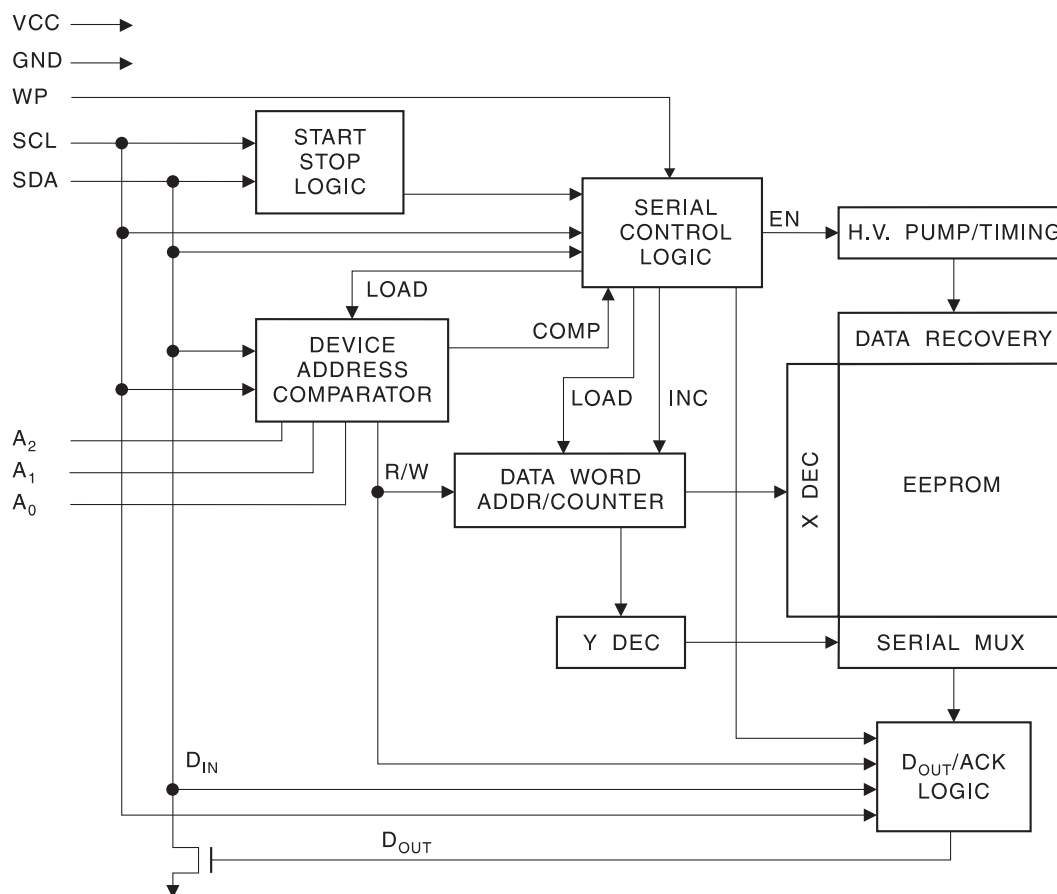 VCC
GND
WP
SCL
SDA
START
STOP
LOGIC
SERIAL
CONTROL
LOGIC
EN
H.V. PUMP/TIMING
LOAD
COMP
DEVICE
ADDRESS
COMPARATOR
DATA RECOVERY
LOAD
INC
A2
A1
A0
R/W
DATA WORD
ADDR/COUNTER
X DEC
EEPROM
Y DEC
SERIAL MUX
DIN
DOUT/ACK
LOGIC
DOUT